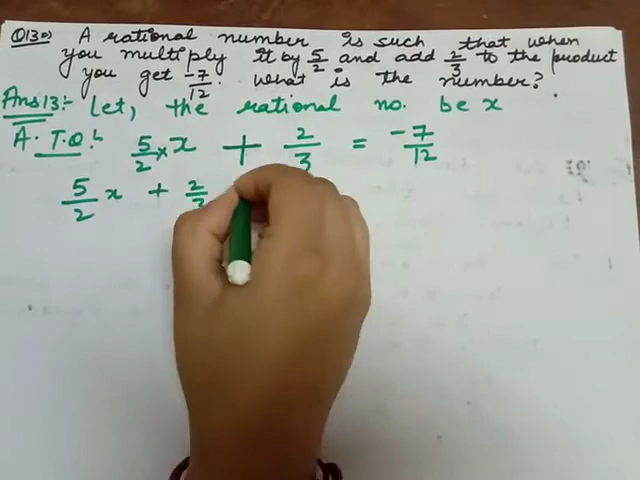 Q13⇒ A rational number is such that when
you multiply it by 5/2 and add 2/3 to the product
you get -7/12. What is the number?
Ans13:- Let, the rational no. be x
A.T.Q!- 5/2 × x + 2/3 = -7/12
5/2 x + 2/3